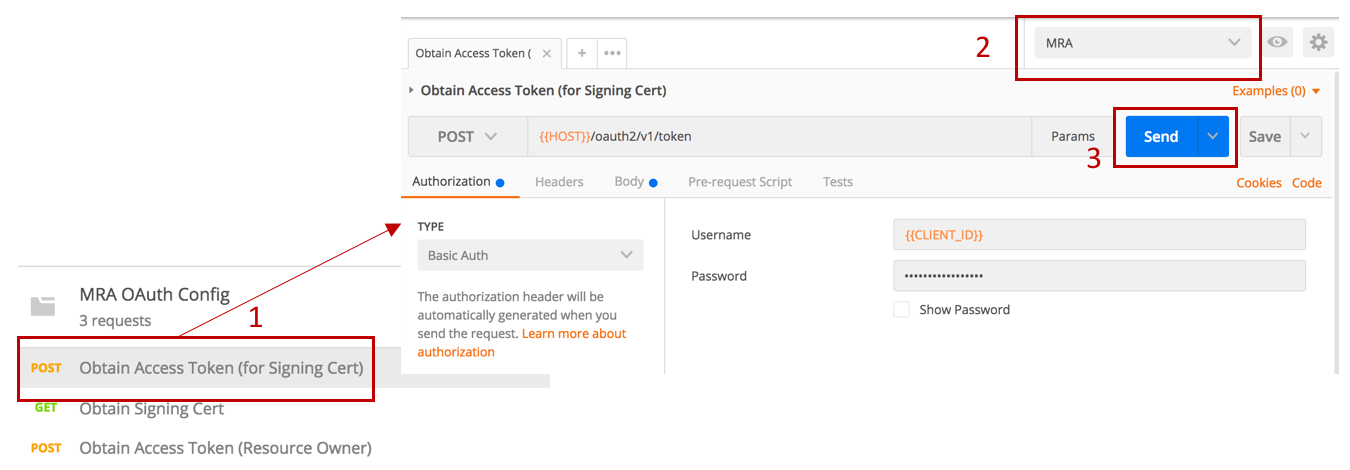 2
MRA
Obtain Access Token ( × + •••
Obtain Access Token (for Signing Cert)
Examples (0)
POST
{{HOST}}/oauth2/v1/token
Params
3
Send
Save
Authorization
Headers
Body
Pre-request Script
Tests
Cookies
Code
TYPE
Basic Auth
The authorization header will be
automatically generated when you
send the request. Learn more about
authorization
Username
{{CLIENT_ID}}
Password
•••••••••••••••••
Show Password
MRA OAuth Config
3 requests
1
POST Obtain Access Token (for Signing Cert)
GET Obtain Signing Cert
POST Obtain Access Token (Resource Owner)